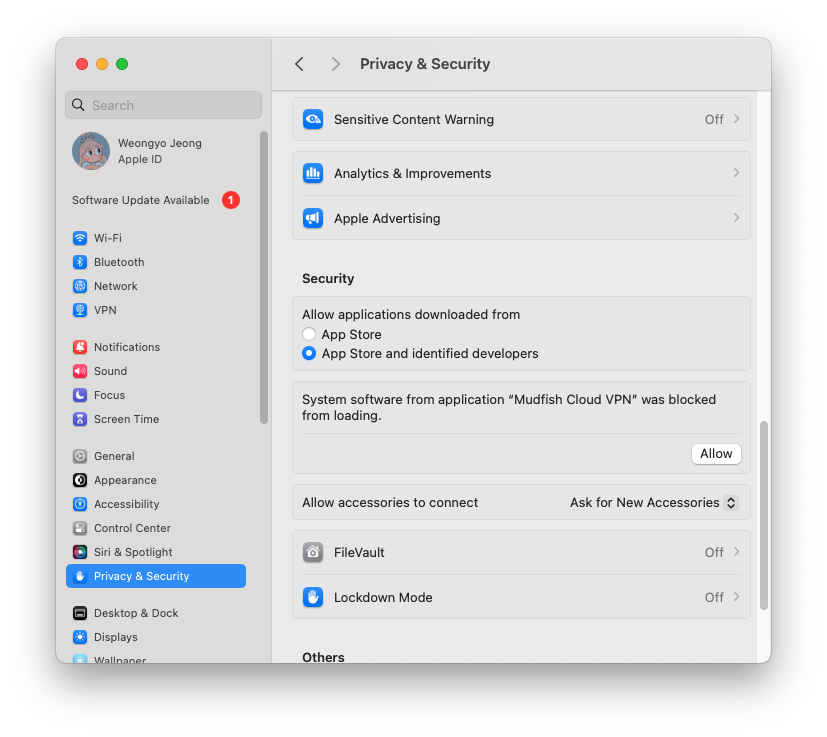 Privacy & Security
Search
Weongyo Jeong
Apple ID
Software Update Available 1
Wi-Fi
Bluetooth
Network
VPN
Notifications
Sound
Focus
Screen Time
General
Appearance
Accessibility
Control Center
Siri & Spotlight
Privacy & Security
Desktop & Dock
Displays
Wallpaper
Sensitive Content Warning Off
Analytics & Improvements
Apple Advertising
Security
Allow applications downloaded from
App Store
App Store and identified developers
System software from application “Mudfish Cloud VPN” was blocked
from loading.
Allow
Allow accessories to connect Ask for New Accessories
FileVault Off
Lockdown Mode Off
Others